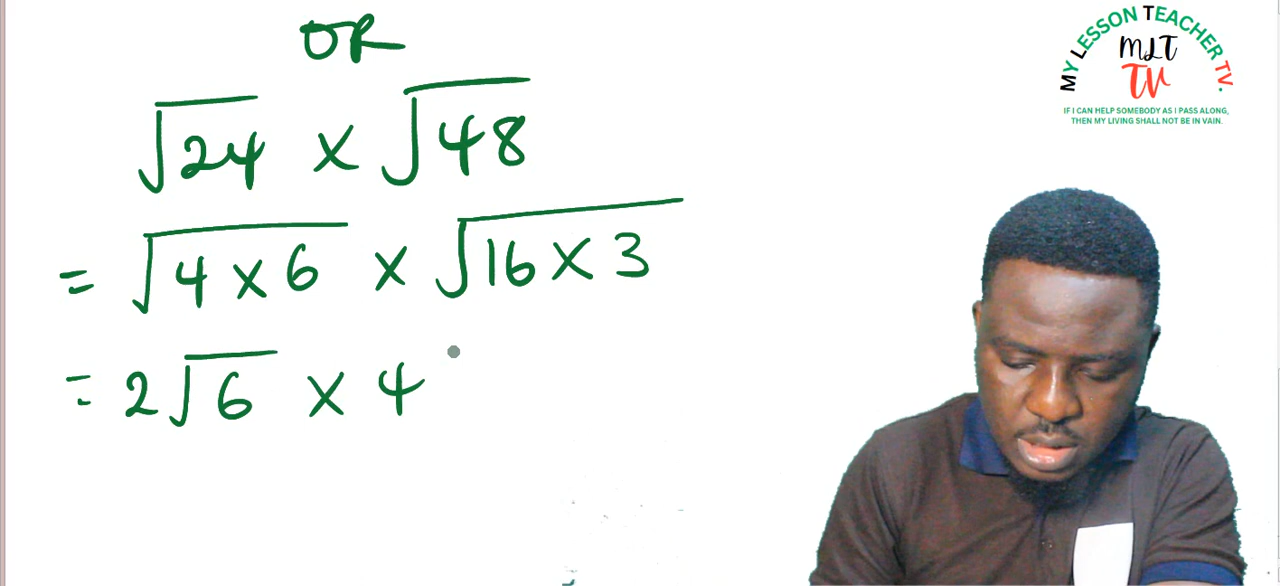 OR
√24 × √48
= √4 × 6 × √16 × 3
= 2√6 × 4
MY LESSON TEACHER TV.
MLT
TV
IF I CAN HELP SOMEBODY AS I PASS ALONG,
THEN MY LIVING SHALL NOT BE IN VAIN.